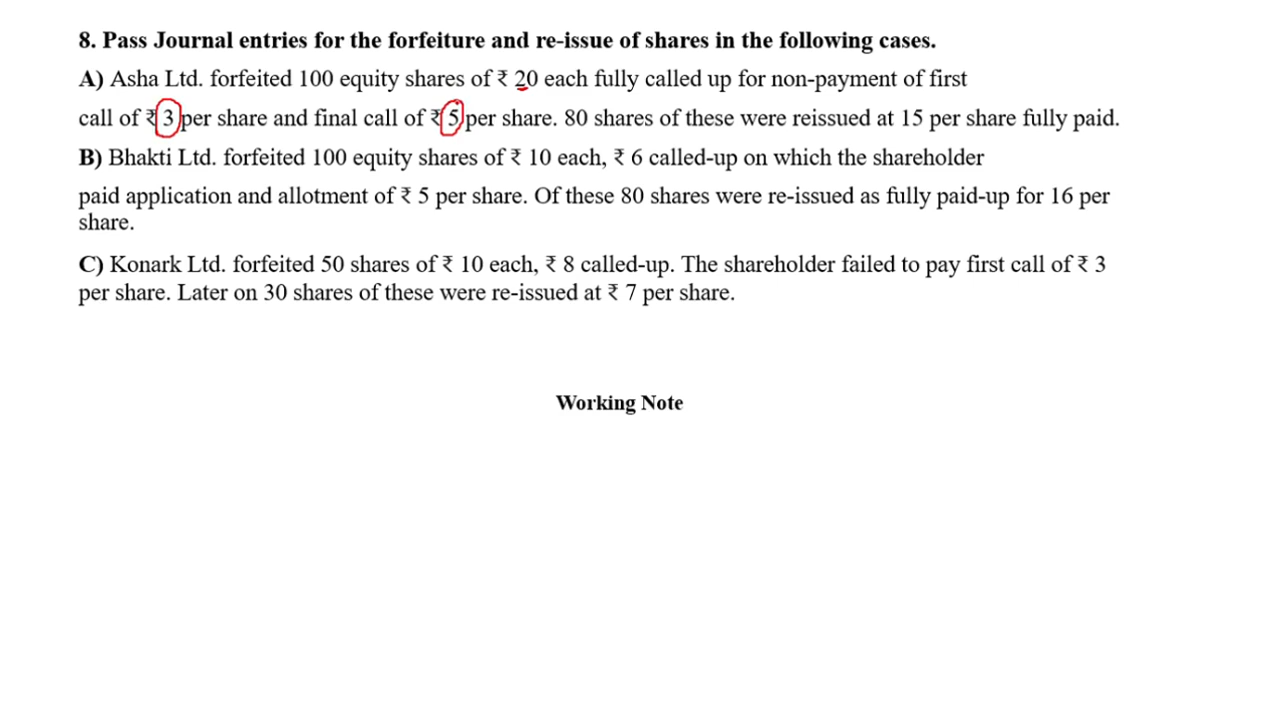 8. Pass Journal entries for the forfeiture and re-issue of shares in the following cases.
A) Asha Ltd. forfeited 100 equity shares of ₹ 20 each fully called up for non-payment of first
call of ₹ 3 per share and final call of ₹ 5 per share. 80 shares of these were reissued at 15 per share fully paid.
B) Bhakti Ltd. forfeited 100 equity shares of ₹ 10 each, ₹ 6 called-up on which the shareholder
paid application and allotment of ₹ 5 per share. Of these 80 shares were re-issued as fully paid-up for 16 per
share.
C) Konark Ltd. forfeited 50 shares of ₹ 10 each, ₹ 8 called-up. The shareholder failed to pay first call of ₹ 3
per share. Later on 30 shares of these were re-issued at ₹ 7 per share.
Working Note